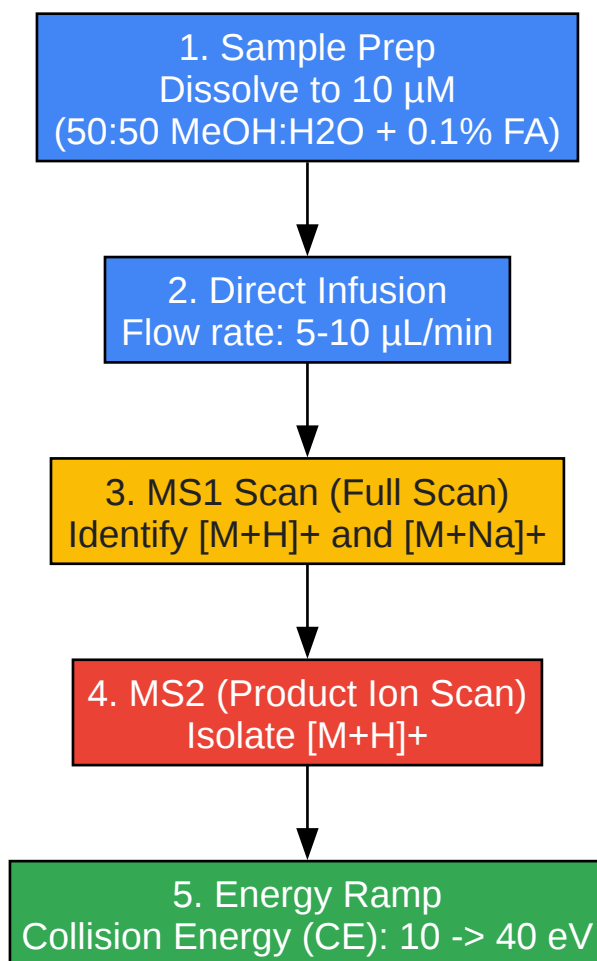 1. Sample Prep
Dissolve to 10 µM
(50:50 MeOH:H2O + 0.1% FA)
2. Direct Infusion
Flow rate: 5-10 µL/min
3. MS1 Scan (Full Scan)
Identify [M+H]+ and [M+Na]+
4. MS2 (Product Ion Scan)
Isolate [M+H]+
5. Energy Ramp
Collision Energy (CE): 10 -> 40 eV